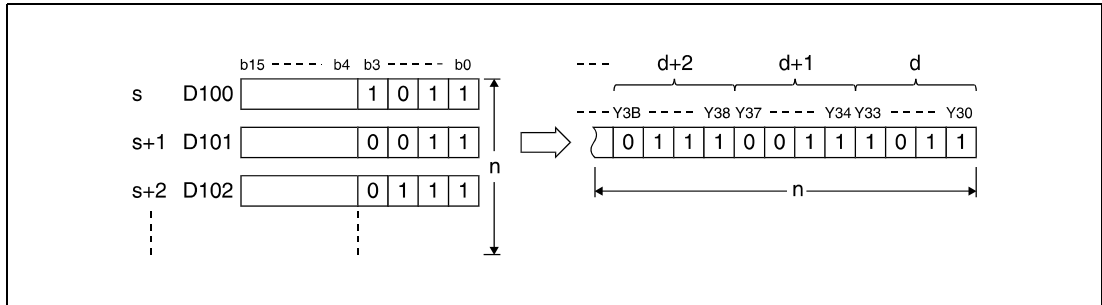 b15 ----- b4 b3 ------ b0
s D100 1 0 1 1
s+1 D101 0 0 1 1
s+2 D102 0 1 1 1
n
d+2 d+1 d
Y3B ---- Y38 Y37 ----- Y34 Y33 ----- Y30
0 1 1 1 0 0 1 1 1 0 1 1
n